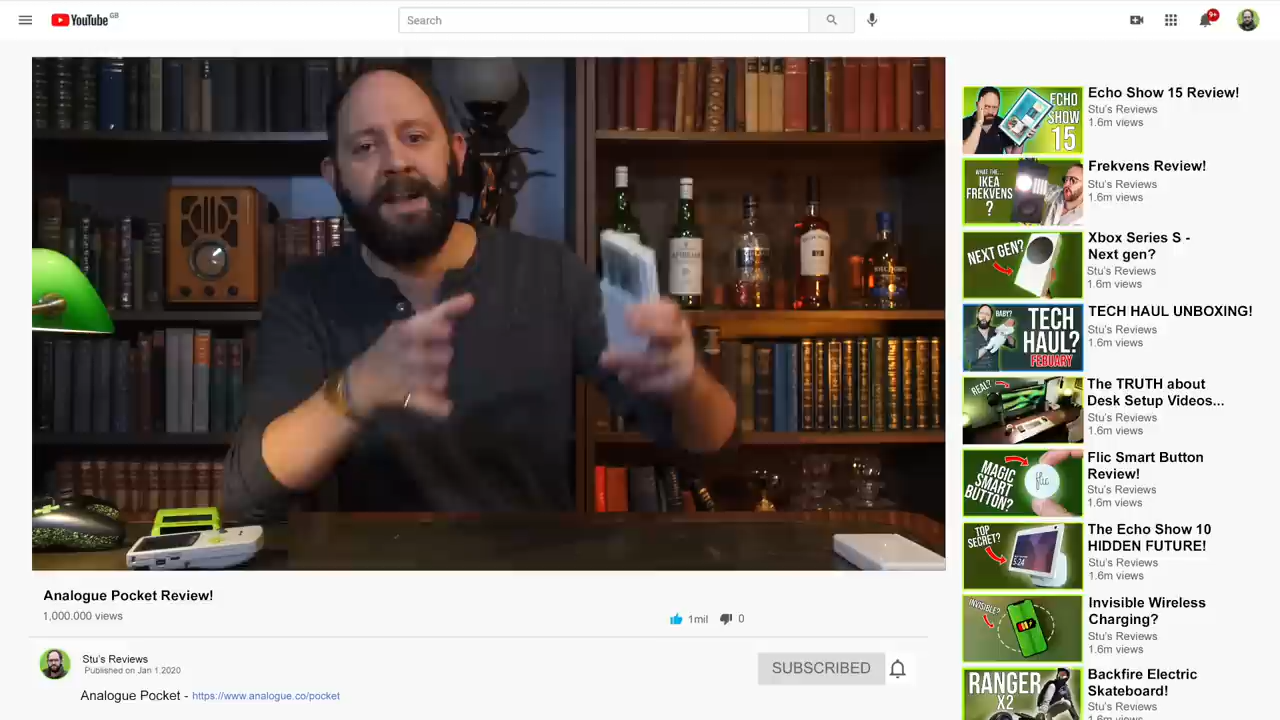 YouTube GB
Search
9+
Analogue Pocket Review!
1,000.000 views
1mil
0
Stu's Reviews
Published on Jan 1.2020
SUBSCRIBED
Analogue Pocket - https://www.analogue.co/pocket
ECHO
SHOW
15
Echo Show 15 Review!
Stu's Reviews
1.6m views
WHAT THE...
IKEA
FREKVENS
?
Frekvens Review!
Stu's Reviews
1.6m views
NEXT GEN?
Xbox Series S -
Next gen?
Stu's Reviews
1.6m views
BABY?
TECH
HAUL?
FEBUARY
TECH HAUL UNBOXING!
Stu's Reviews
1.6m views
REAL?
The TRUTH about
Desk Setup Videos...
Stu's Reviews
1.6m views
MAGIC
SMART
BUTTON?
flic
Flic Smart Button
Review!
Stu's Reviews
1.6m views
TOP
SECRET?
5:24
The Echo Show 10
HIDDEN FUTURE!
Stu's Reviews
1.6m views
INVISIBLE?
Invisible Wireless
Charging?
Stu's Reviews
1.6m views
RANGER
X2
Backfire Electric
Skateboard!
Stu's Reviews
1.6m views